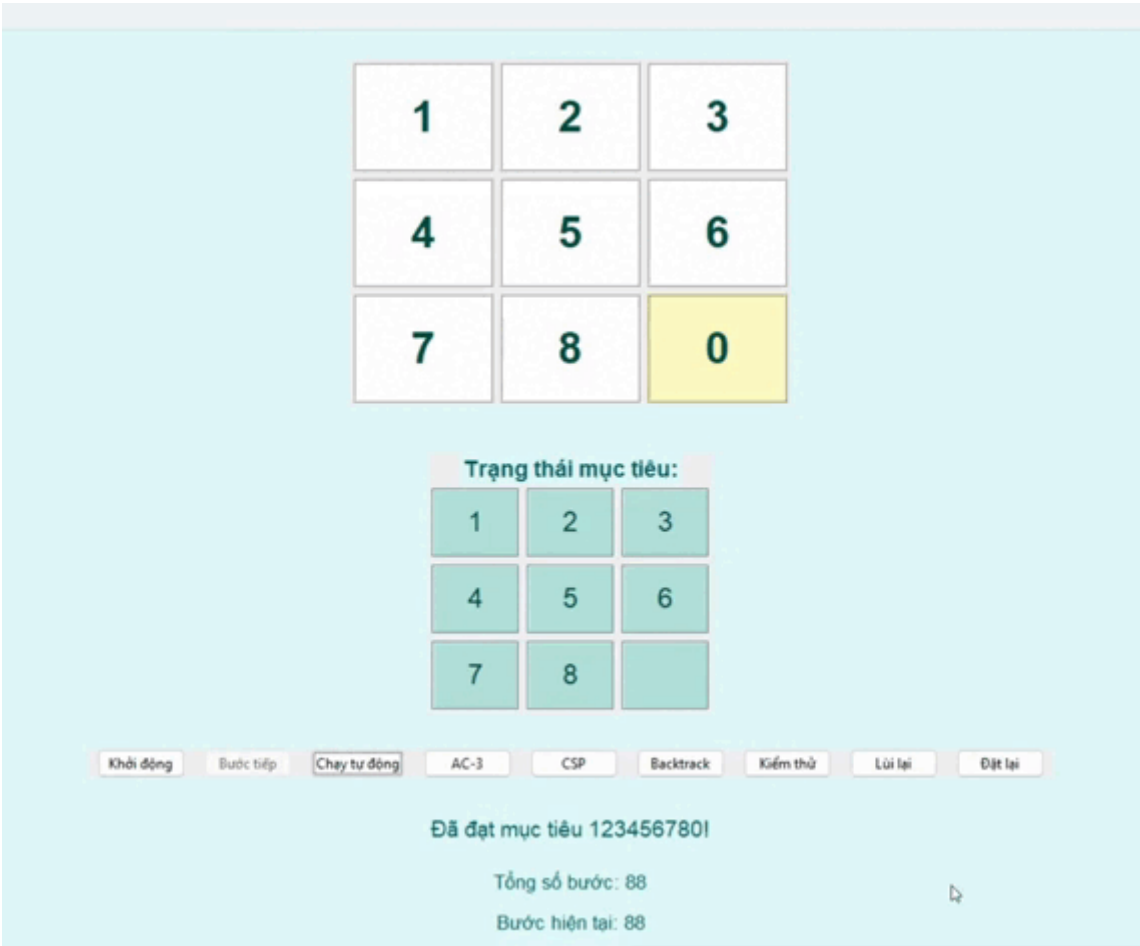 1 2 3
4 5 6
7 8 0
Trạng thái mục tiêu:
1 2 3
4 5 6
7 8
Khởi động Bước tiếp Chạy tự động AC-3 CSP Backtrack Kiểm thử Lùi lại Đặt lại
Đã đạt mục tiêu 123456780!
Tổng số bước: 88
Bước hiện tại: 88